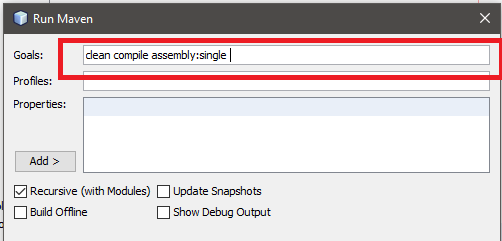 Run Maven
Goals: clean compile assembly:single
Profiles:
Properties:
Add >
Recursive (with Modules) Update Snapshots
Build Offline Show Debug Output